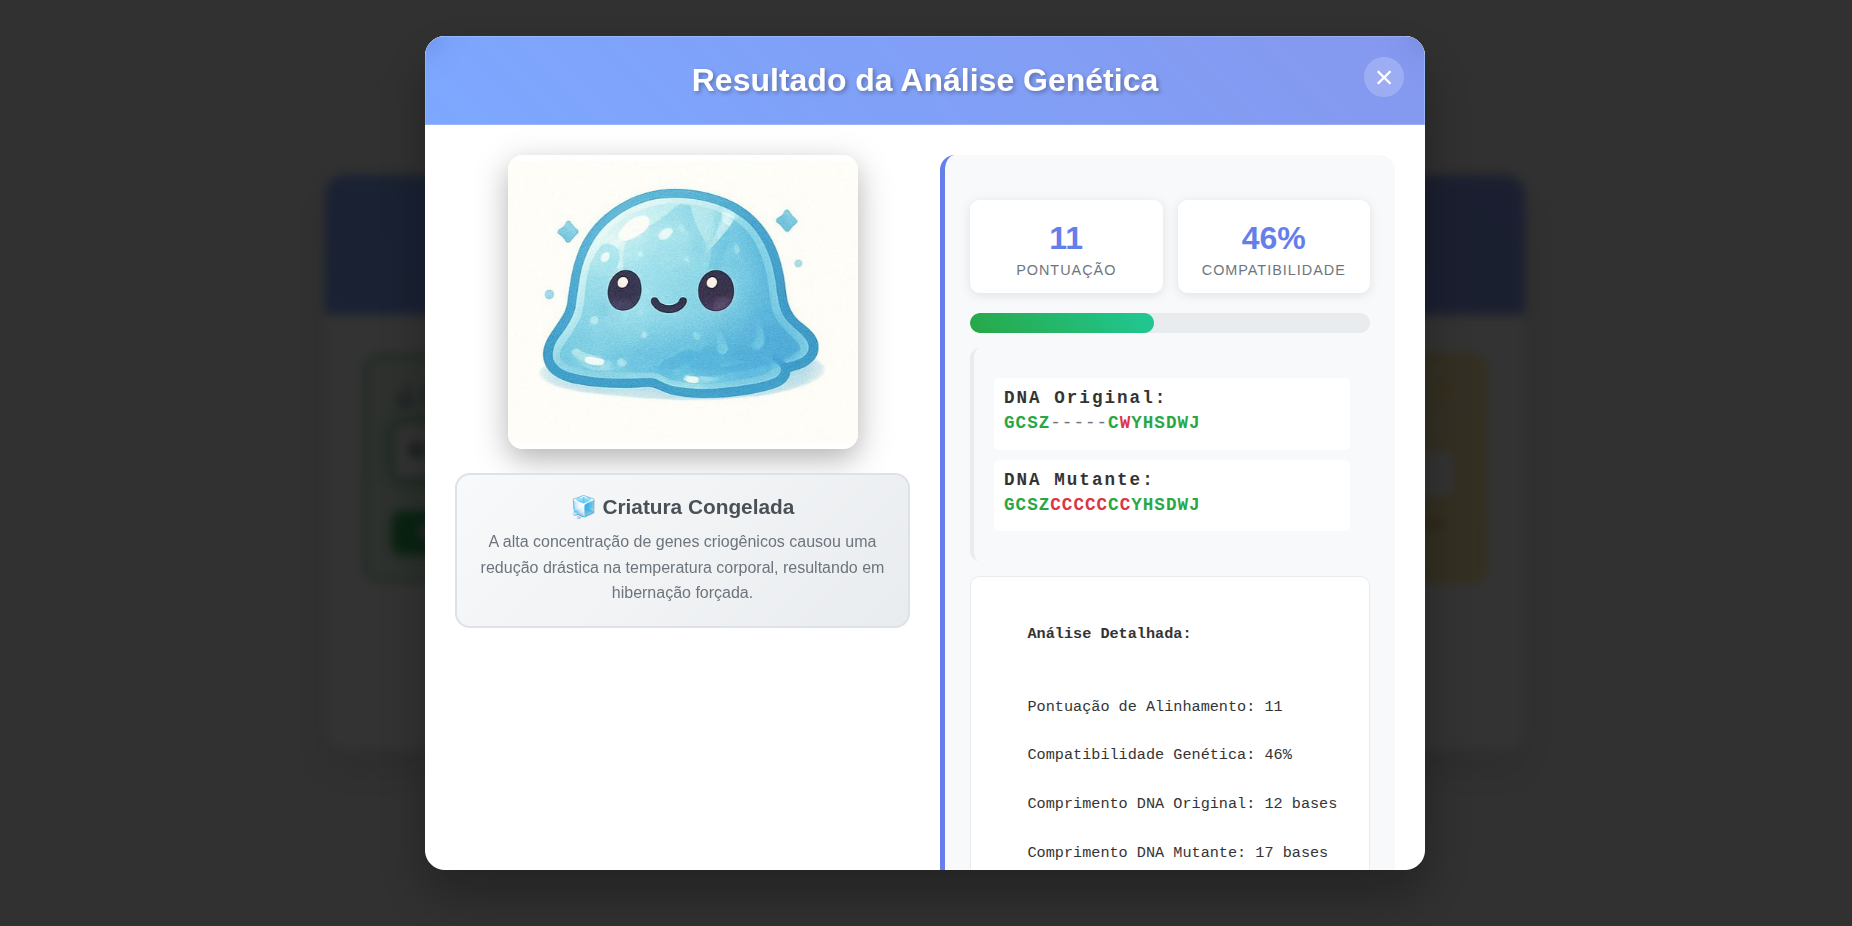 Resultado da Análise Genética
11
PONTUAÇÃO
46%
COMPATIBILIDADE
DNA Original:
GCSZ-----CWYHSDWJ
DNA Mutante:
GCSZCCCCCCCYHSDWJ
🧊 Criatura Congelada
A alta concentração de genes criogênicos causou uma
redução drástica na temperatura corporal, resultando em
hibernação forçada.
Análise Detalhada:
Pontuação de Alinhamento: 11
Compatibilidade Genética: 46%
Comprimento DNA Original: 12 bases
Comprimento DNA Mutante: 17 bases